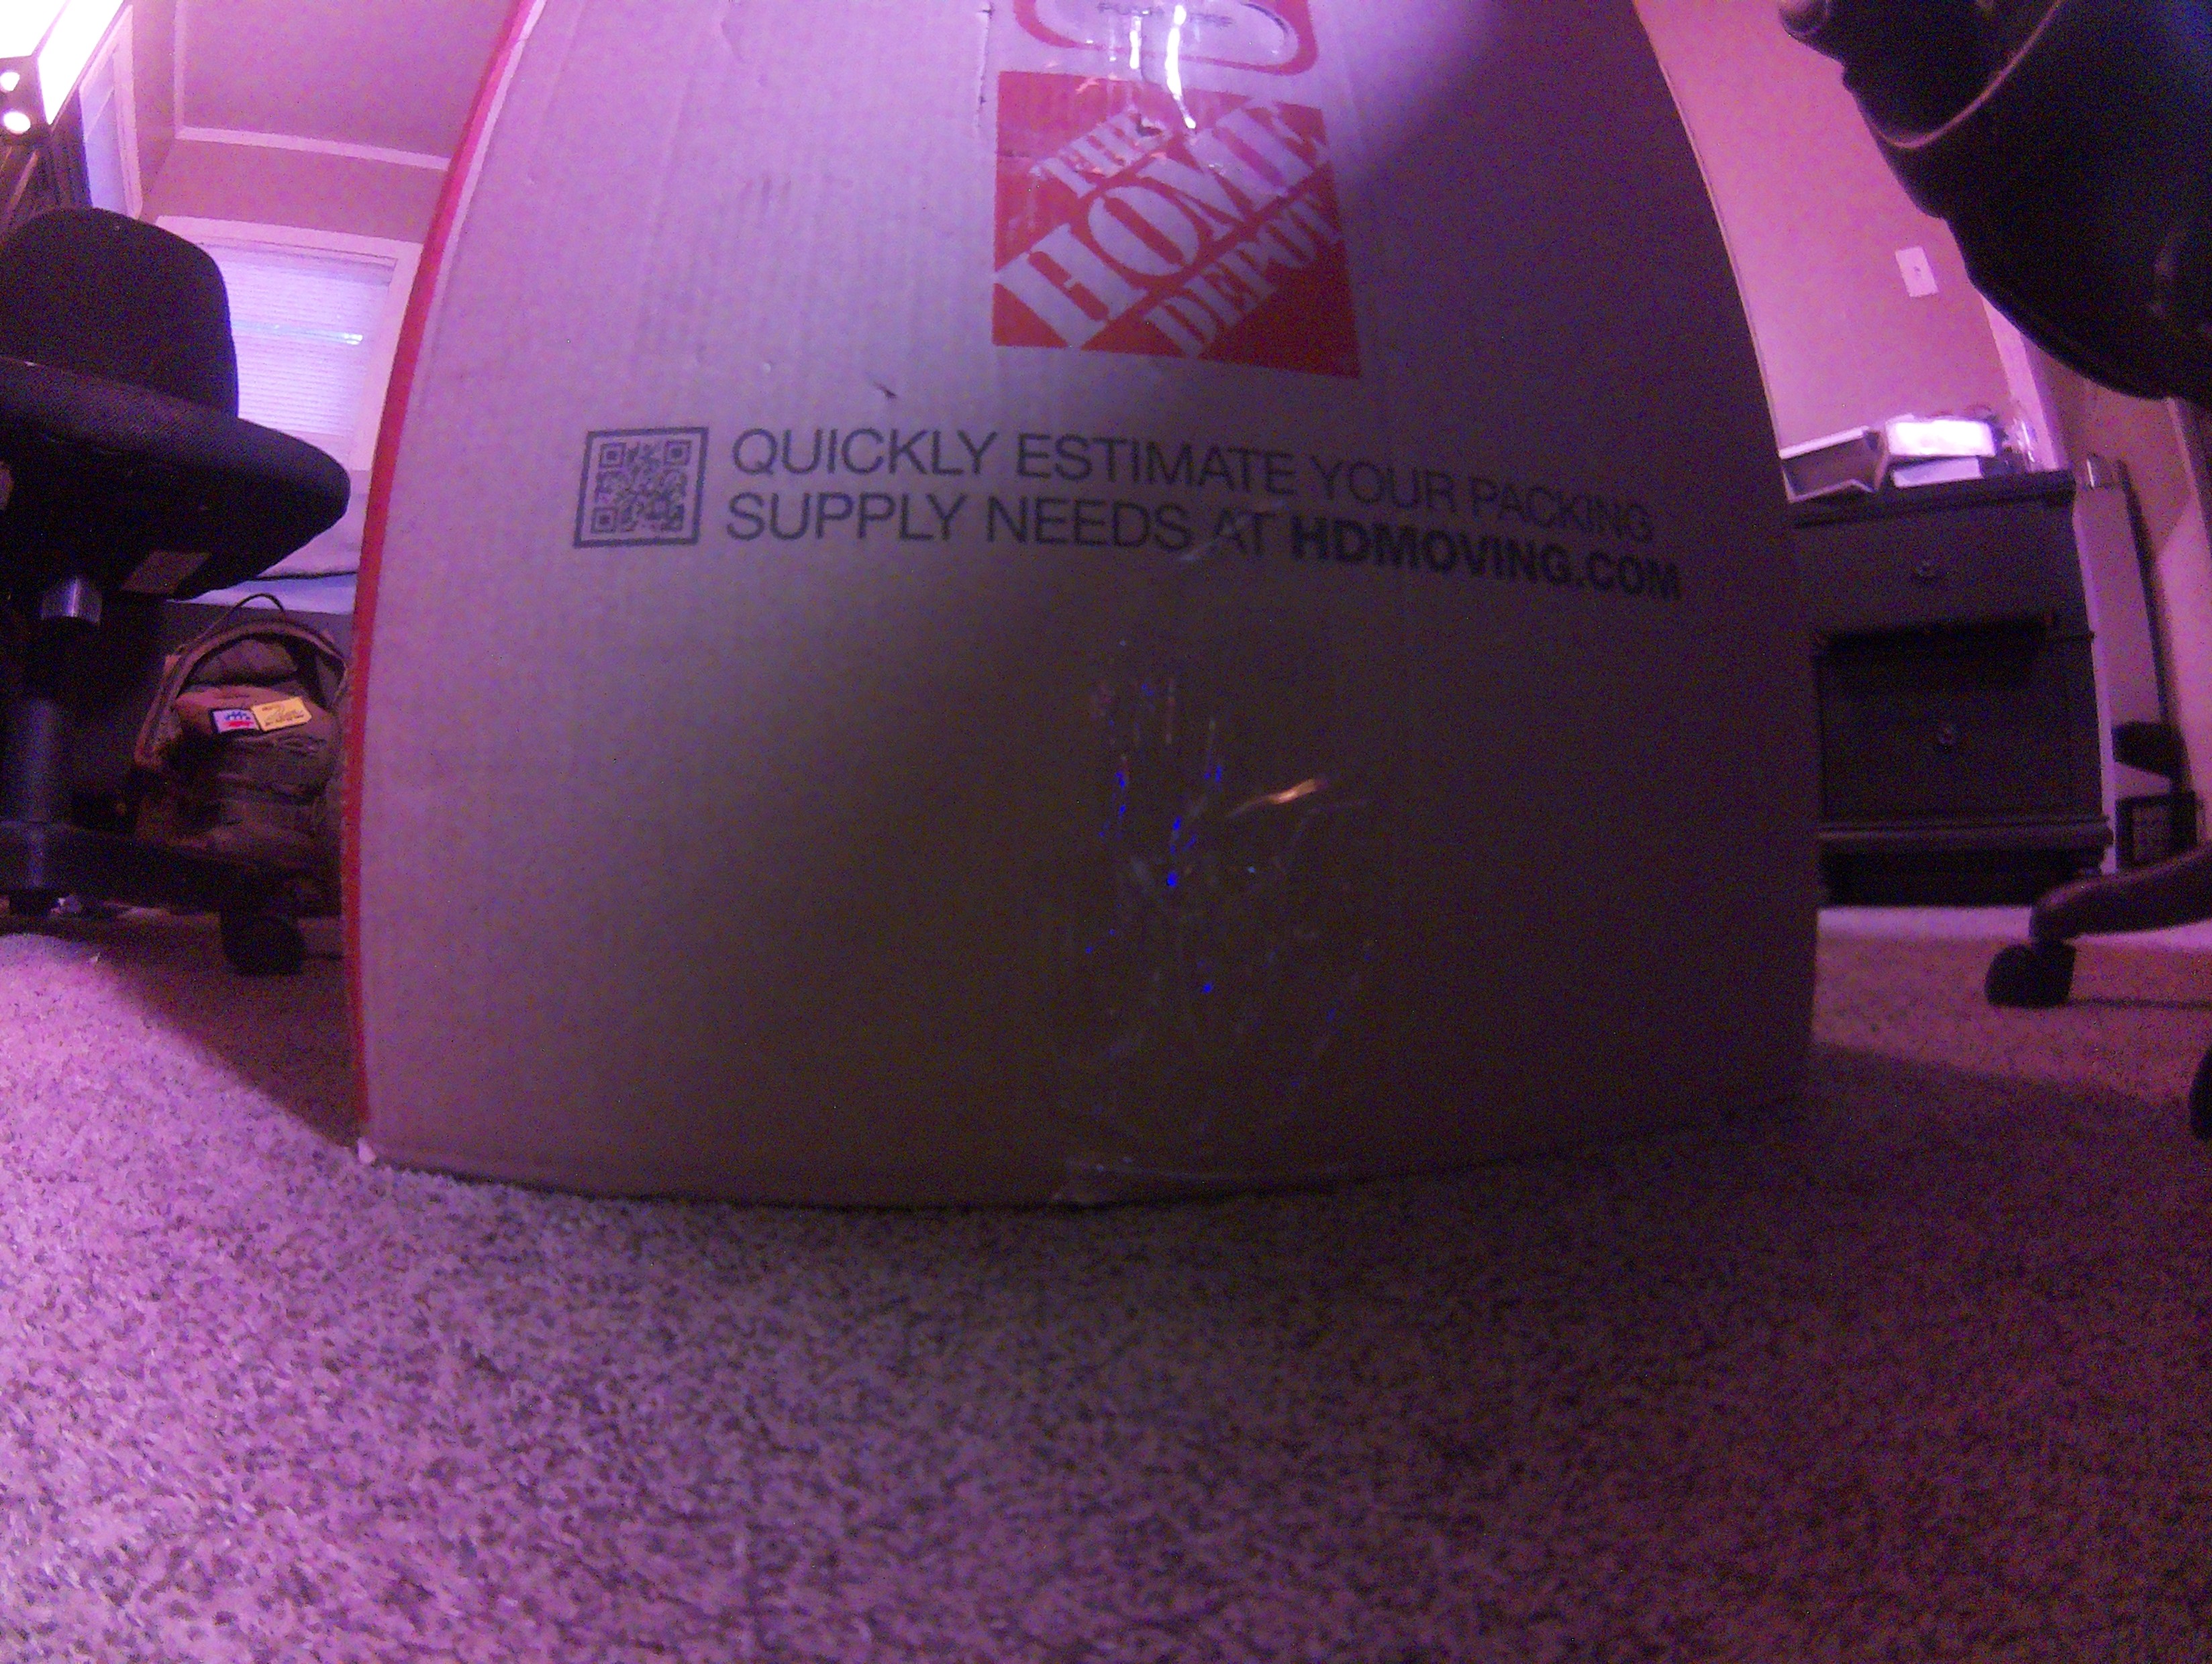 THE
HOME
DEPOT
QUICKLY ESTIMATE YOUR PACKING
SUPPLY NEEDS AT HDMOVING.COM